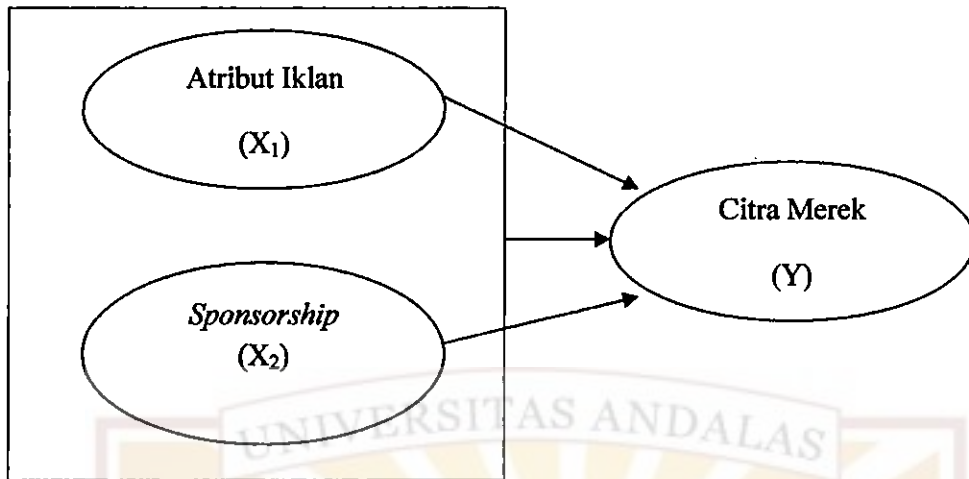 Atribut Iklan
(X₁)
Citra Merek
(Y)
Sponsorship
(X₂)
UNIVERSITAS ANDALAS